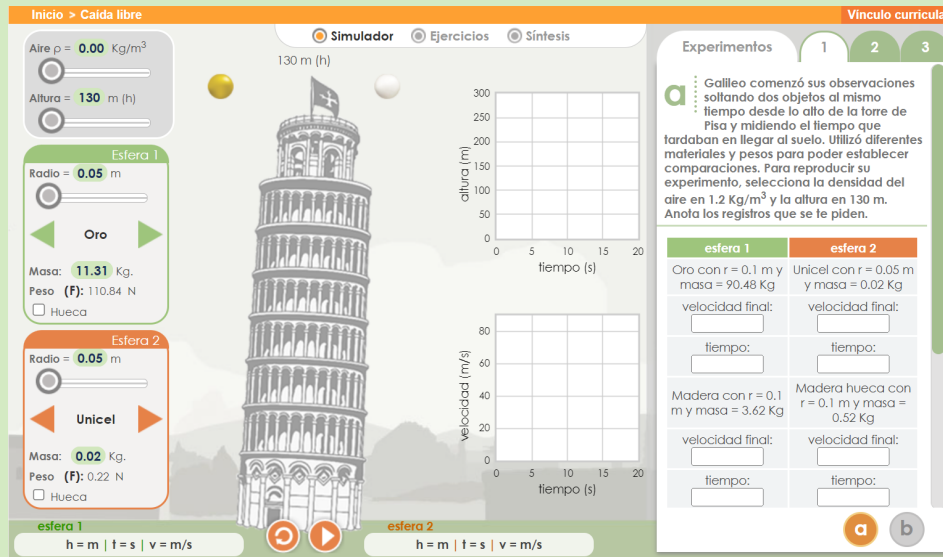 Inicio > Caída libre
Vínculo curricula
Aire ρ = 0.00 Kg/m³
Altura = 130 m (h)
Esfera 1
Radio = 0.05 m
Oro
Masa: 11.31 Kg.
Peso (F): 110.84 N
Hueca
Esfera 2
Radio = 0.05 m
Unicel
Masa: 0.02 Kg.
Peso (F): 0.22 N
Hueca
Simulador Ejercicios Síntesis
130 m (h)
altura (m)
300
250
200
150
100
50
0
0 5 10 15 20
tiempo (s)
velocidad (m/s)
80
60
40
20
0
0 5 10 15 20
tiempo (s)
esfera 1
h = m | t = s | v = m/s
esfera 2
h = m | t = s | v = m/s
Experimentos 1 2 3
a
Galileo comenzó sus observaciones
soltando dos objetos al mismo
tiempo desde lo alto de la torre de
Pisa y midiendo el tiempo que
tardaban en llegar al suelo. Utilizó diferentes
materiales y pesos para poder establecer
comparaciones. Para reproducir su
experimento, selecciona la densidad del
aire en 1.2 Kg/m³ y la altura en 130 m.
Anota los registros que se te piden.
esfera 1 esfera 2
Oro con r = 0.1 m y
masa = 90.48 Kg
Unicel con r = 0.05 m
y masa = 0.02 Kg
velocidad final: velocidad final:
tiempo: tiempo:
Madera con r = 0.1
m y masa = 3.62 Kg
Madera hueca con
r = 0.1 m y masa =
0.52 Kg
velocidad final: velocidad final:
tiempo: tiempo:
a b